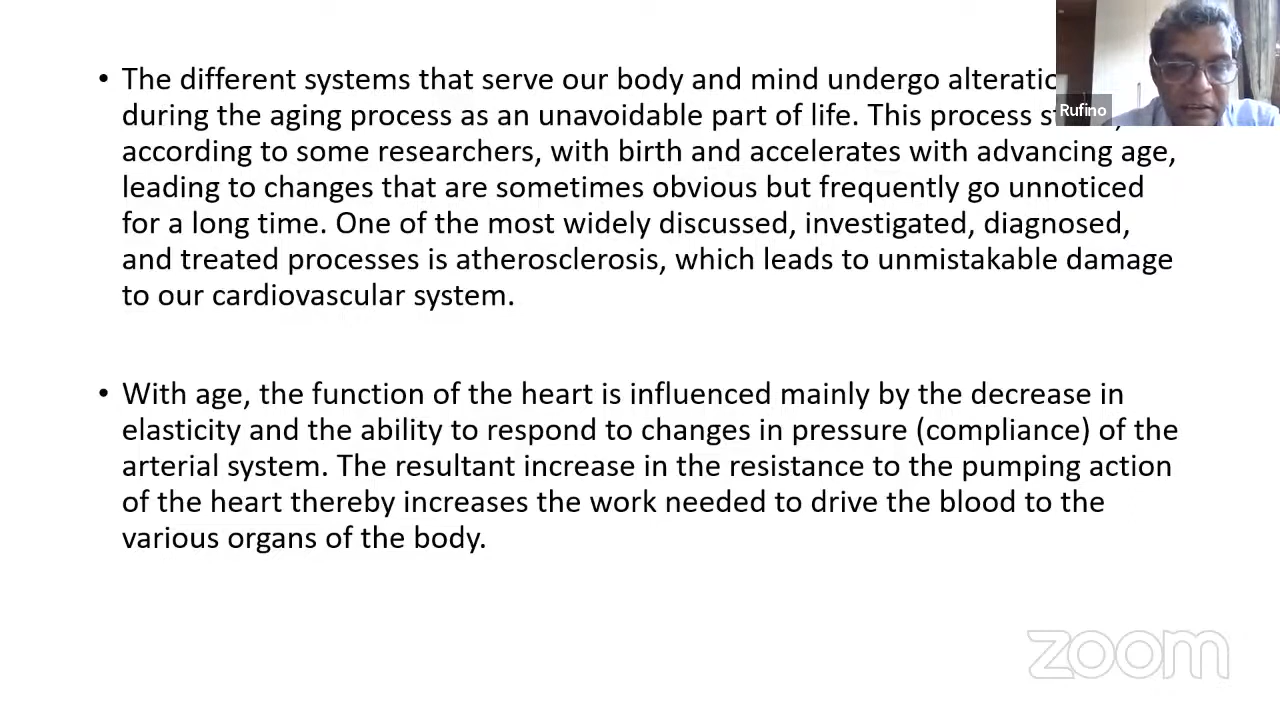 • The different systems that serve our body and mind undergo
during the aging process as an unavoidable part of life. This process
according to some researchers, with birth and accelerates with advancing age,
leading to changes that are sometimes obvious but frequently go unnoticed
for a long time. One of the most widely discussed, investigated, diagnosed,
and treated processes is atherosclerosis, which leads to unmistakable damage
to our cardiovascular system.
• With age, the function of the heart is influenced mainly by the decrease in
elasticity and the ability to respond to changes in pressure (compliance) of the
arterial system. The resultant increase in the resistance to the pumping action
of the heart thereby increases the work needed to drive the blood to the
various organs of the body.
Rufino
zoom